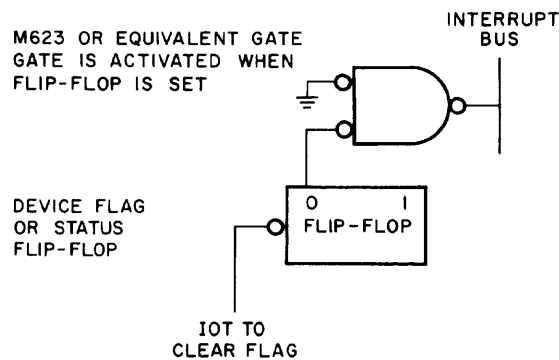 INTERRUPT
BUS
M623 OR EQUIVALENT GATE
GATE IS ACTIVATED WHEN
FLIP-FLOP IS SET
0 1
FLIP-FLOP
DEVICE FLAG
OR STATUS
FLIP-FLOP
IOT TO
CLEAR FLAG